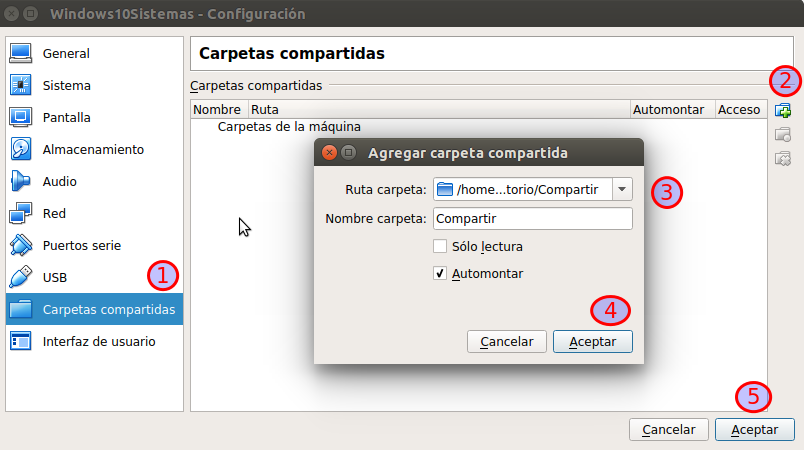 Windows10Sistemas - Configuración
General
Sistema
Pantalla
Almacenamiento
Audio
Red
Puertos serie
USB
1
Carpetas compartidas
Interfaz de usuario
Carpetas compartidas
Carpetas compartidas
2
Nombre Ruta Automontar Acceso
Carpetas de la máquina
Agregar carpeta compartida
Ruta carpeta: /home...torio/Compartir
3
Nombre carpeta: Compartir
Sólo lectura
Automontar
4
Cancelar Aceptar
5
Cancelar Aceptar